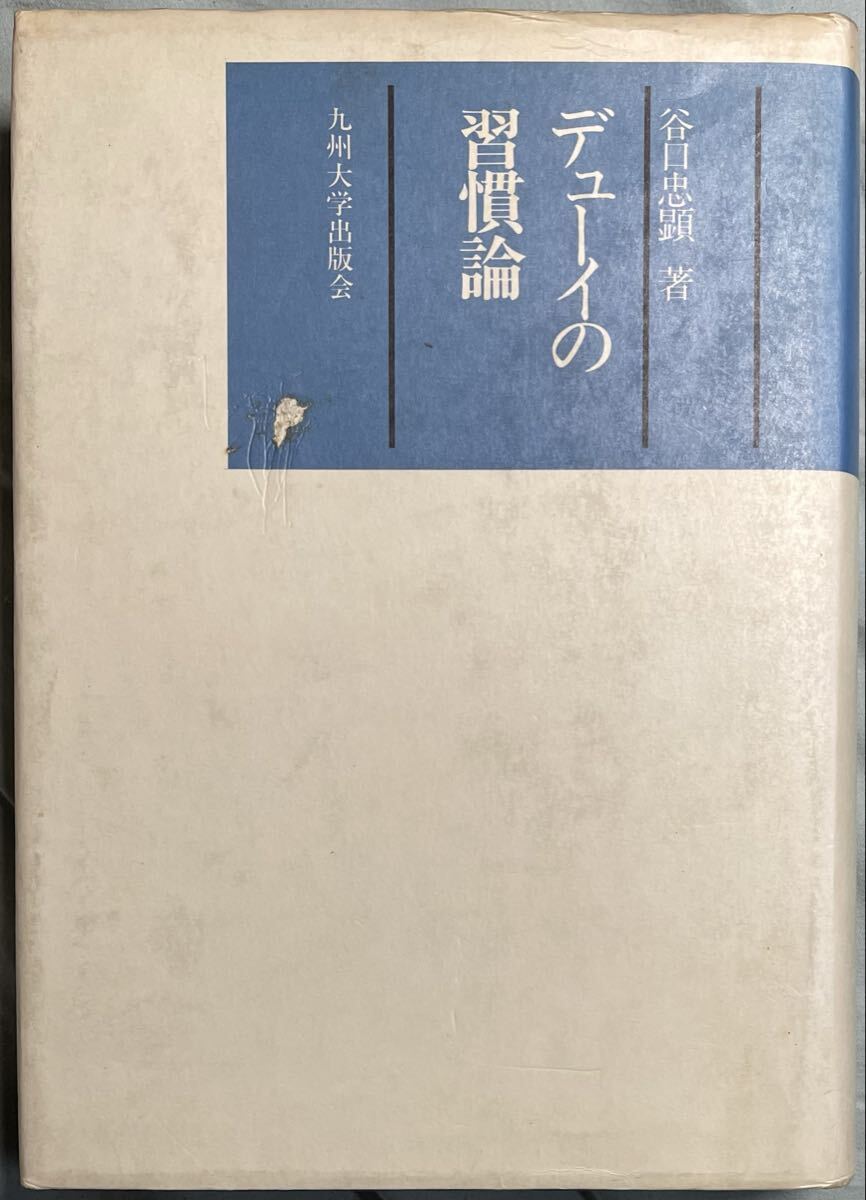 谷口忠顕 著
デューイの
習慣論
九州大学出版会